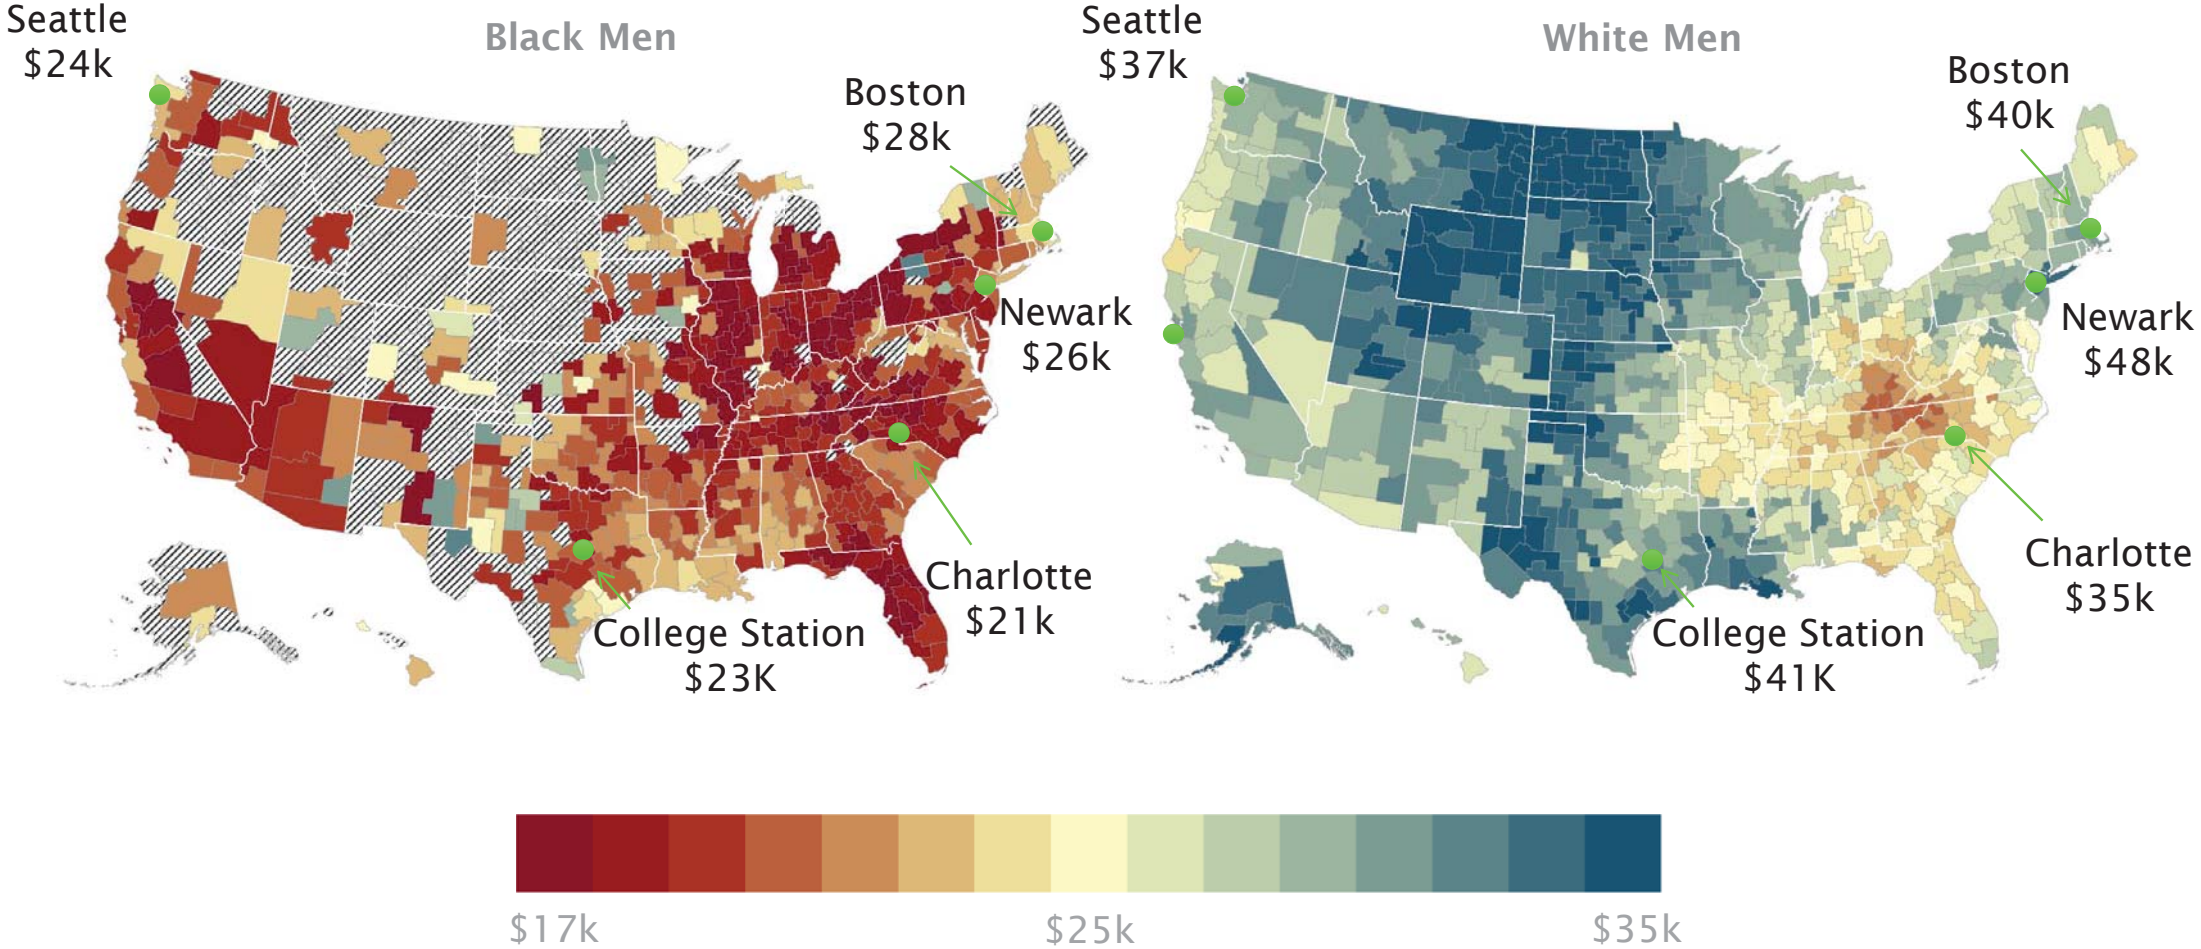 Black Men
Seattle
$24k
Boston
$28k
Newark
$26k
Charlotte
$21k
College Station
$23K
White Men
Seattle
$37k
Boston
$40k
Newark
$48k
Charlotte
$35k
College Station
$41K
$17k
$25k
$35k